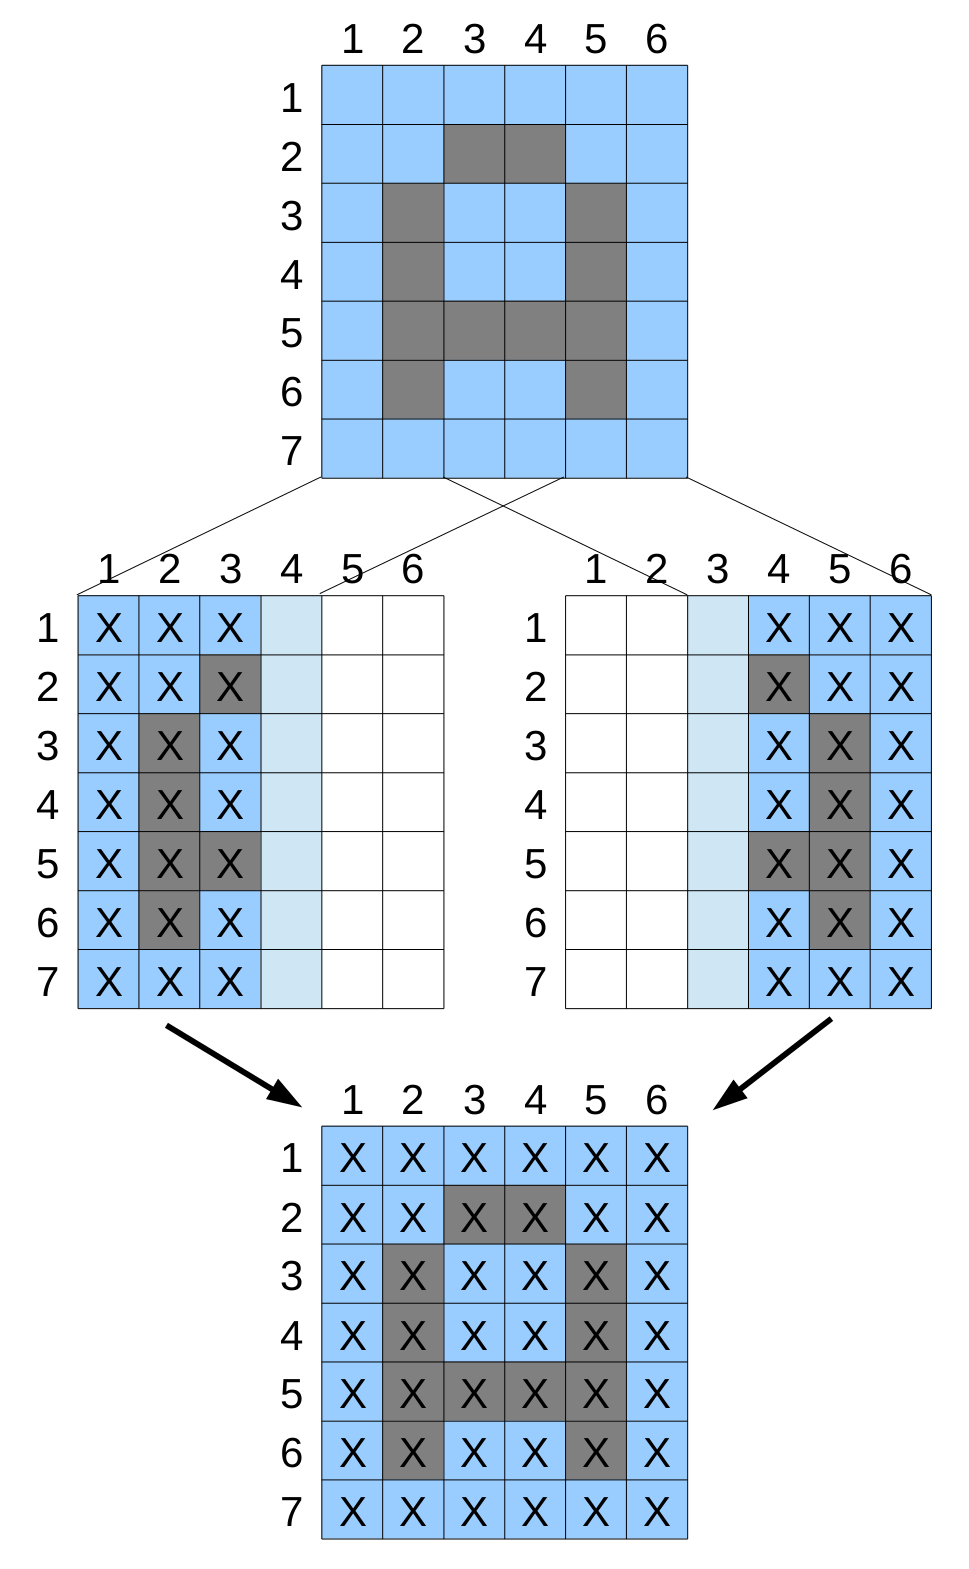 1 2 3 4 5 6
1
2
3
4
5
6
7
1 2 3 4 5 6
1 X X X
2 X X X
3 X X X
4 X X X
5 X X X
6 X X X
7 X X X
1 2 3 4 5 6
1 X X X
2 X X X
3 X X X
4 X X X
5 X X X
6 X X X
7 X X X
1 2 3 4 5 6
1 X X X X X X
2 X X X X X X
3 X X X X X X
4 X X X X X X
5 X X X X X X
6 X X X X X X
7 X X X X X X